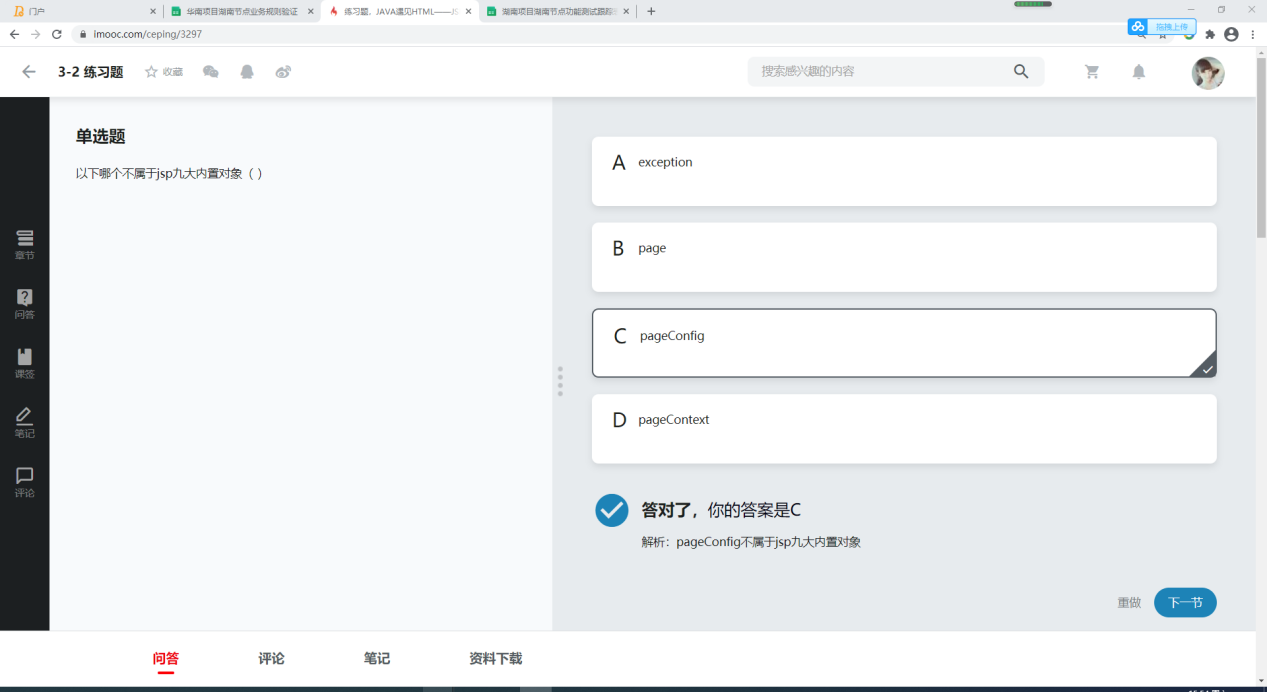 门户
华南项目湖南节点业务规则验证
练习题，JAVA遇见HTML——JS
湖南项目湖南节点功能测试跟踪
imooc.com/ceping/3297
拖拽上传
3-2 练习题
收藏
搜索感兴趣的内容
单选题
以下哪个不属于jsp九大内置对象（ ）
章节
问答
课签
笔记
评论
A exception
B page
C pageConfig
D pageContext
答对了，你的答案是C
解析：pageConfig不属于jsp九大内置对象
重做
下一节
问答
评论
笔记
资料下载